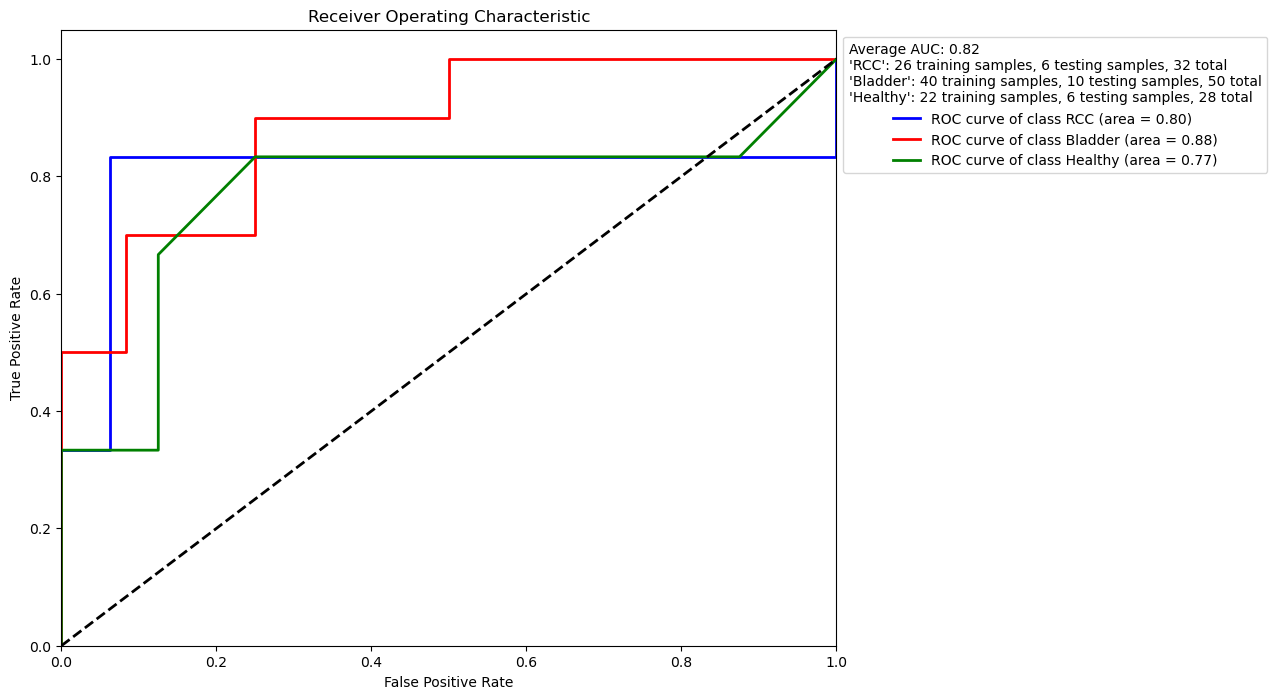 Receiver Operating Characteristic
Average AUC: 0.82
'RCC': 26 training samples, 6 testing samples, 32 total
'Bladder': 40 training samples, 10 testing samples, 50 total
'Healthy': 22 training samples, 6 testing samples, 28 total
ROC curve of class RCC (area = 0.80)
ROC curve of class Bladder (area = 0.88)
ROC curve of class Healthy (area = 0.77)
True Positive Rate
1.0
0.8
0.6
0.4
0.2
0.0
0.0 0.2 0.4 0.6 0.8 1.0
False Positive Rate